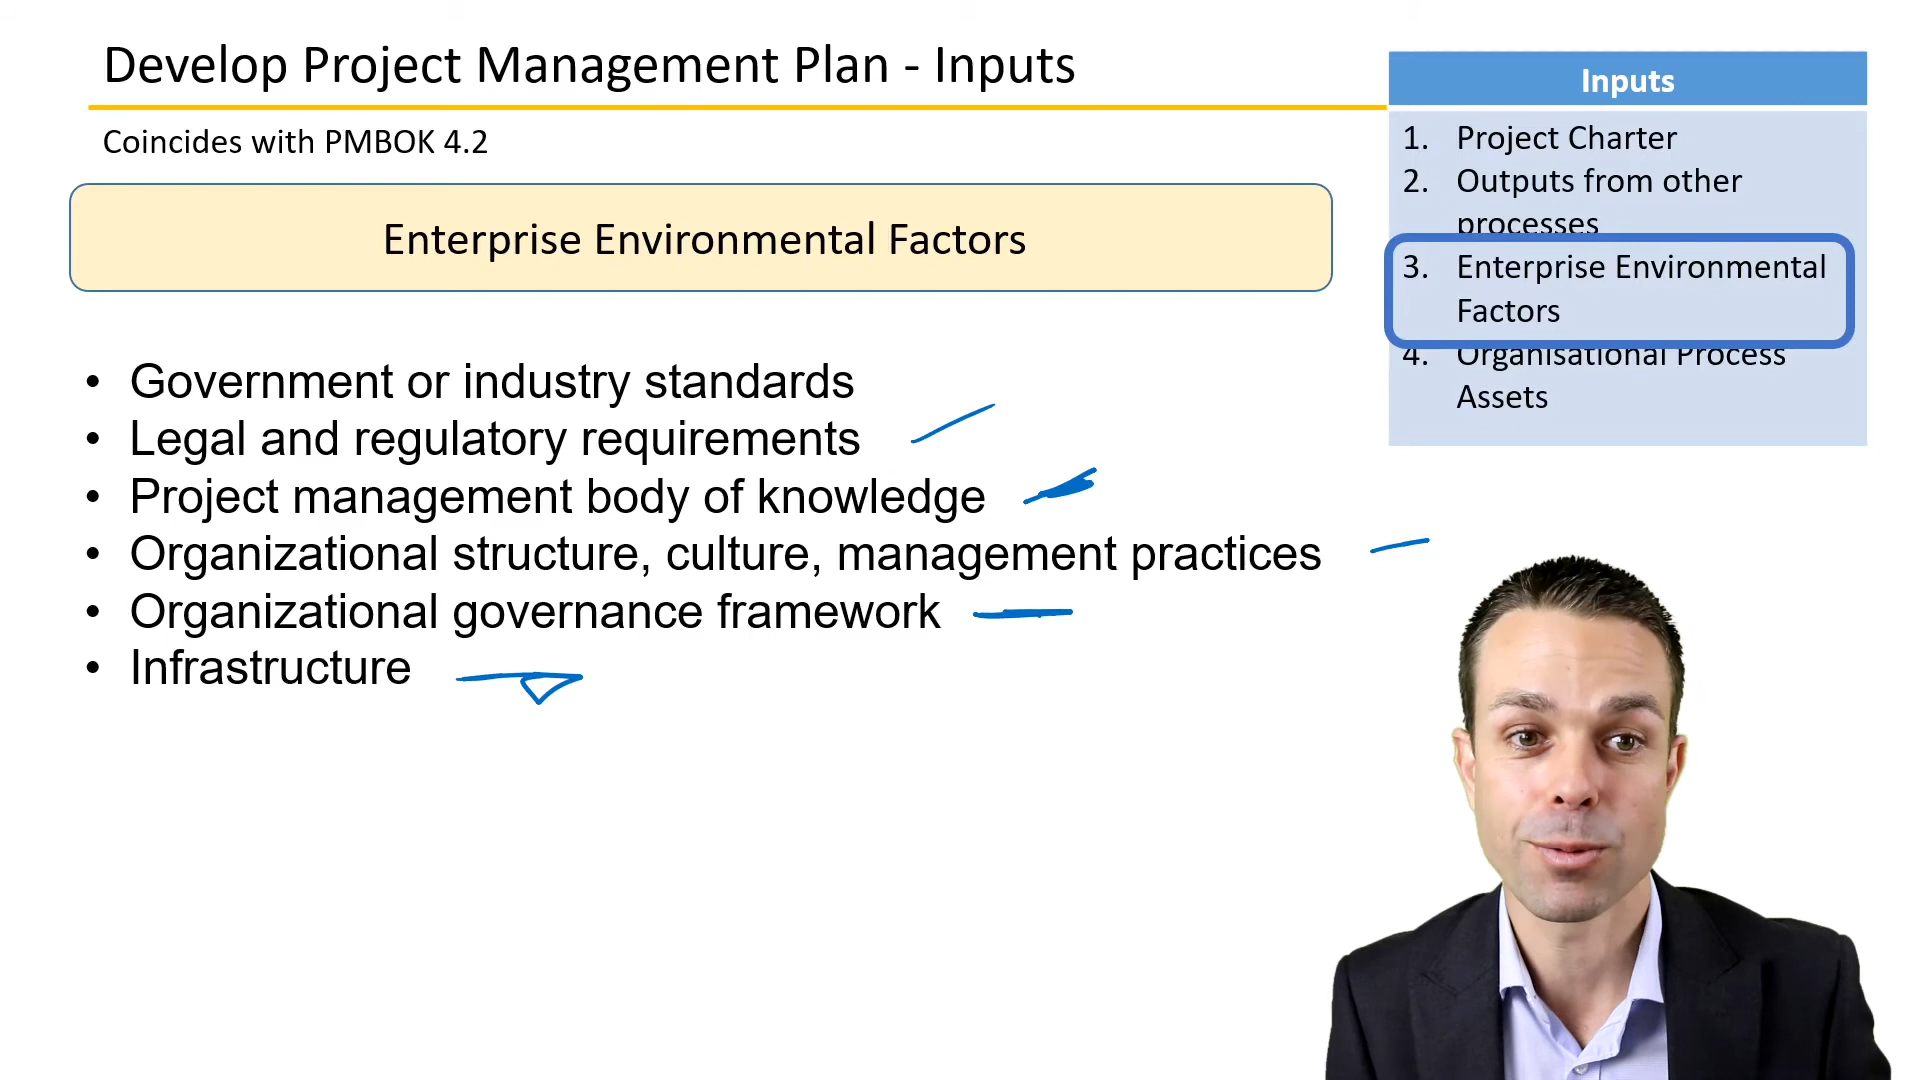 Develop Project Management Plan - Inputs
Coincides with PMBOK 4.2
Enterprise Environmental Factors
• Government or industry standards
• Legal and regulatory requirements
• Project management body of knowledge
• Organizational structure, culture, management practices
• Organizational governance framework
• Infrastructure
Inputs
1. Project Charter
2. Outputs from other
processes
3. Enterprise Environmental
Factors
4. Organisational Process
Assets